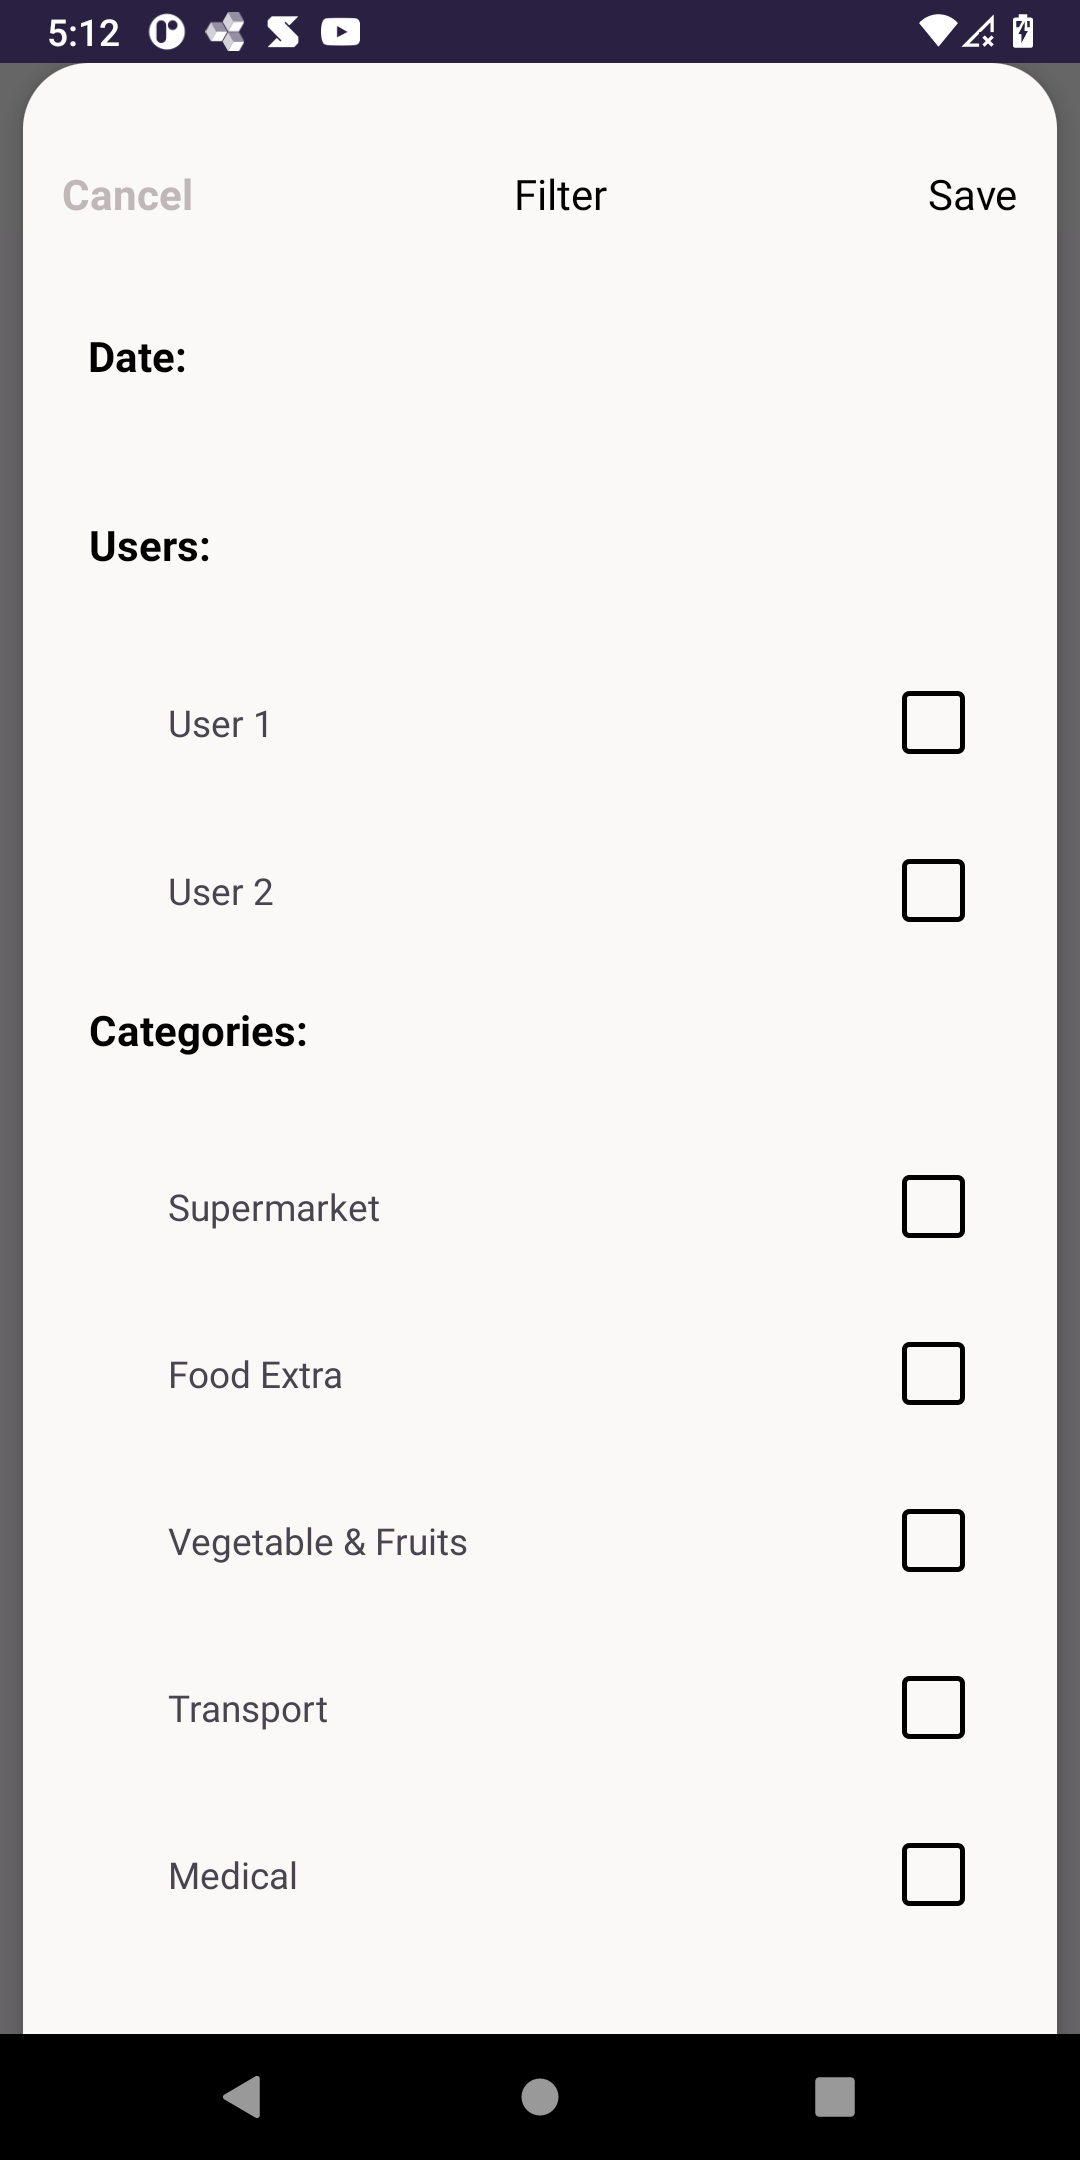 5:12
Cancel Filter Save
Date:
Users:
User 1
User 2
Categories:
Supermarket
Food Extra
Vegetable & Fruits
Transport
Medical